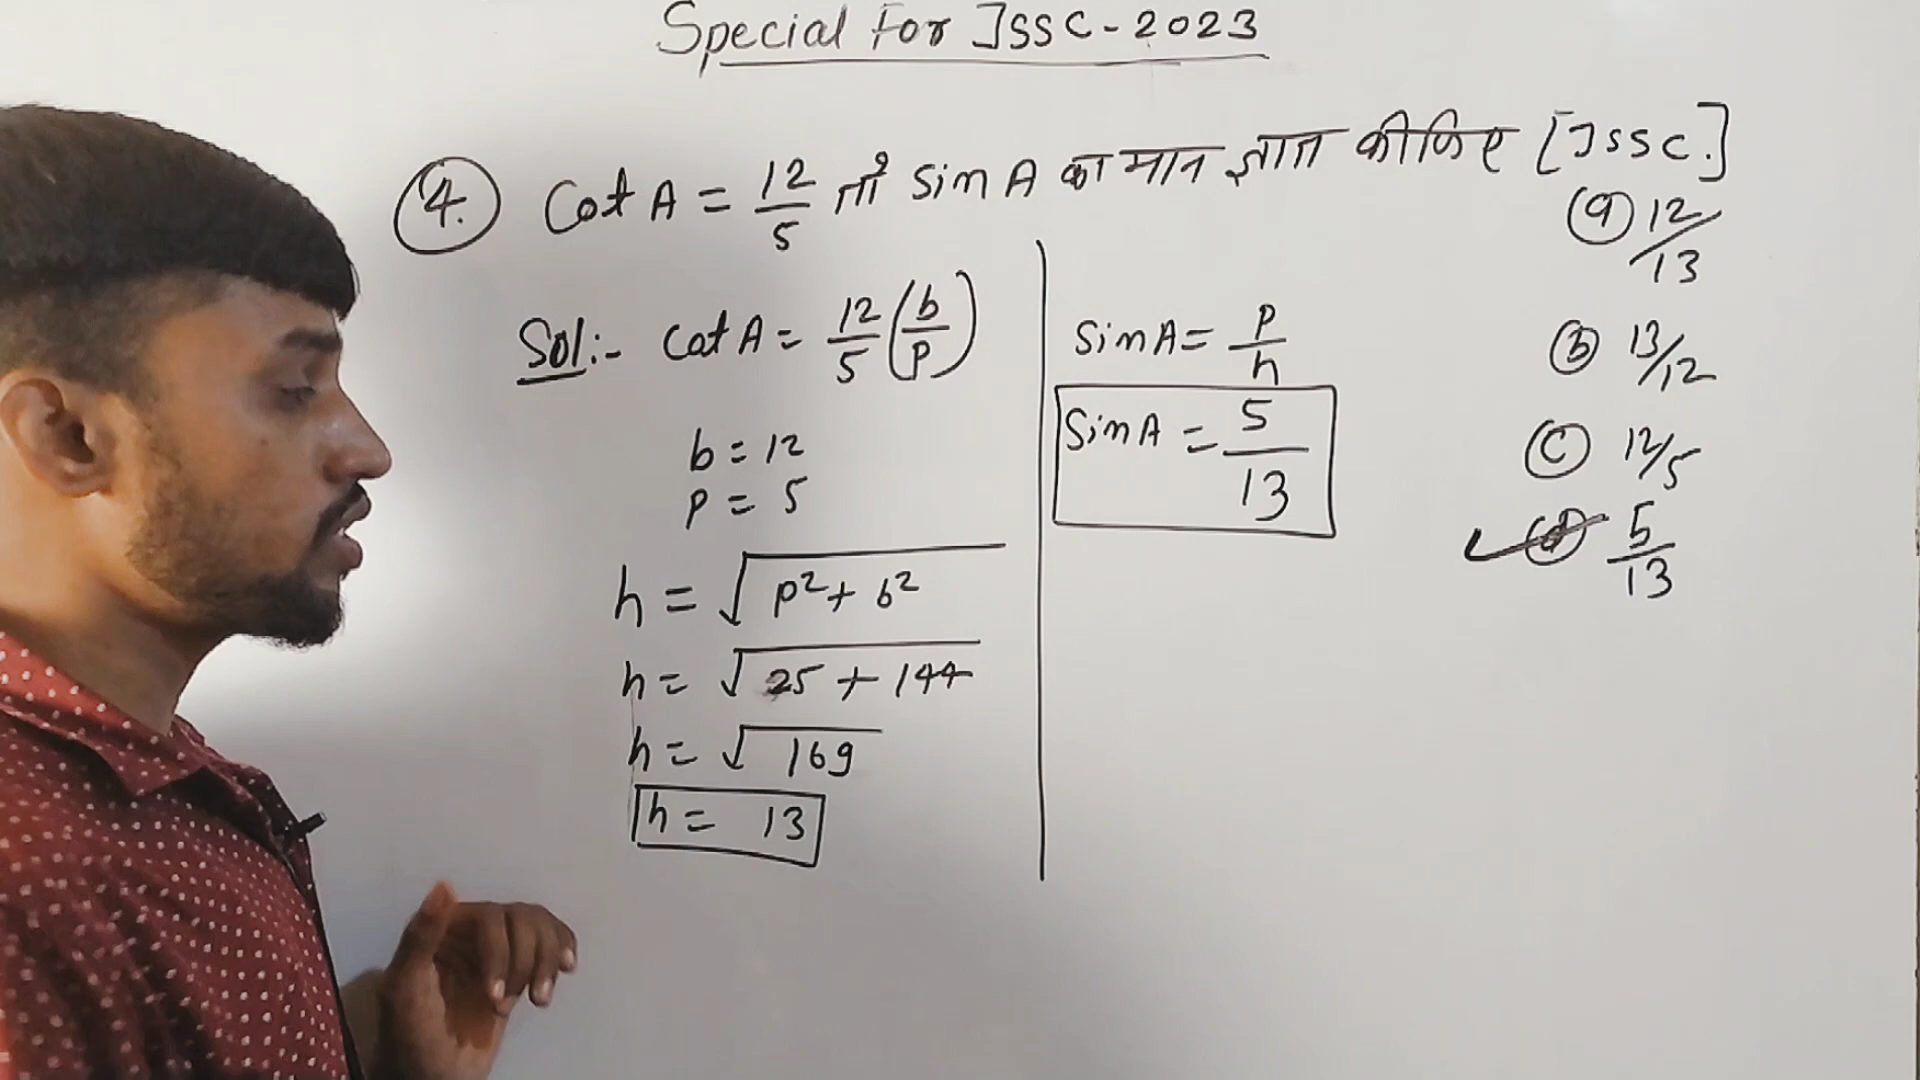 Special For JSSC-2023
4. Cot A = 12/5 तो sin A का मान ज्ञात कीजिए [JSSC.]
(a) 12/13
(b) 13/12
(c) 12/5
(d) 5/13
Sol:- Cot A = 12/5 (b/p)
b = 12
p = 5
h = √p²+b²
h = √25+144
h = √169
h = 13
sin A = p/h
sin A = 5/13